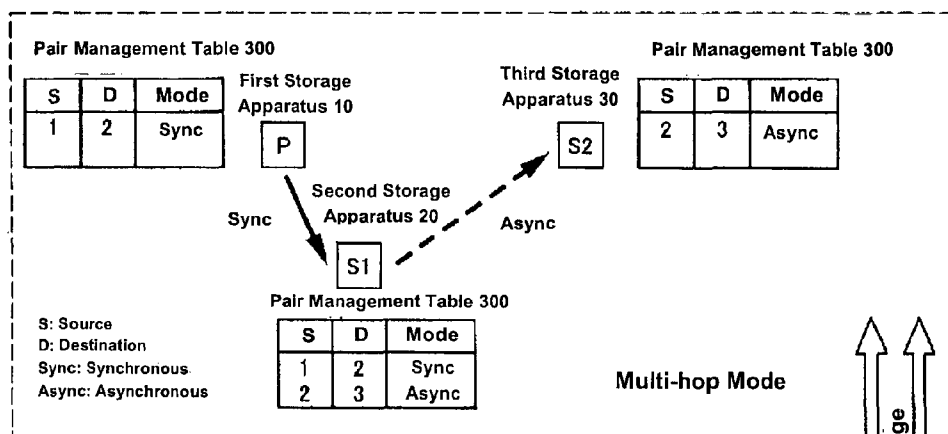 Pair Management Table 300
S D Mode
1 2 Sync
First Storage
Apparatus 10
P
Third Storage
Apparatus 30
S2
Pair Management Table 300
S D Mode
2 3 Async
Sync
Second Storage
Apparatus 20
Async
S1
Pair Management Table 300
S D Mode
1 2 Sync
2 3 Async
S: Source
D: Destination
Sync: Synchronous
Async: Asynchronous
Multi-hop Mode